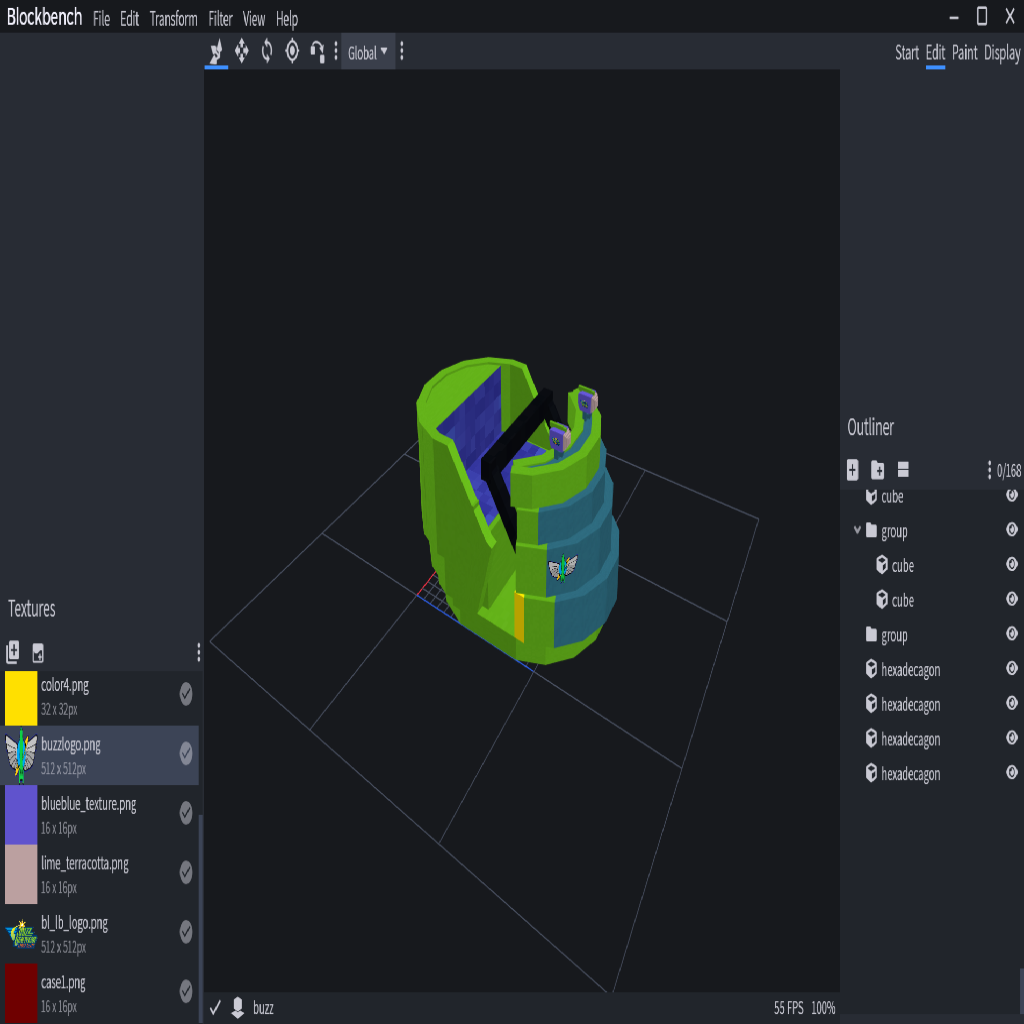 Blockbench File Edit Transform Filter View Help
Global
Start Edit Paint Display
Outliner
0/168
cube
group
cube
cube
group
hexadecagon
hexadecagon
hexadecagon
hexadecagon
Textures
color4.png
32 x 32px
buzzlogo.png
512 x 512px
blueblue_texture.png
16 x 16px
lime_terracotta.png
16 x 16px
bl_lb_logo.png
512 x 512px
case1.png
16 x 16px
buzz
55 FPS 100%